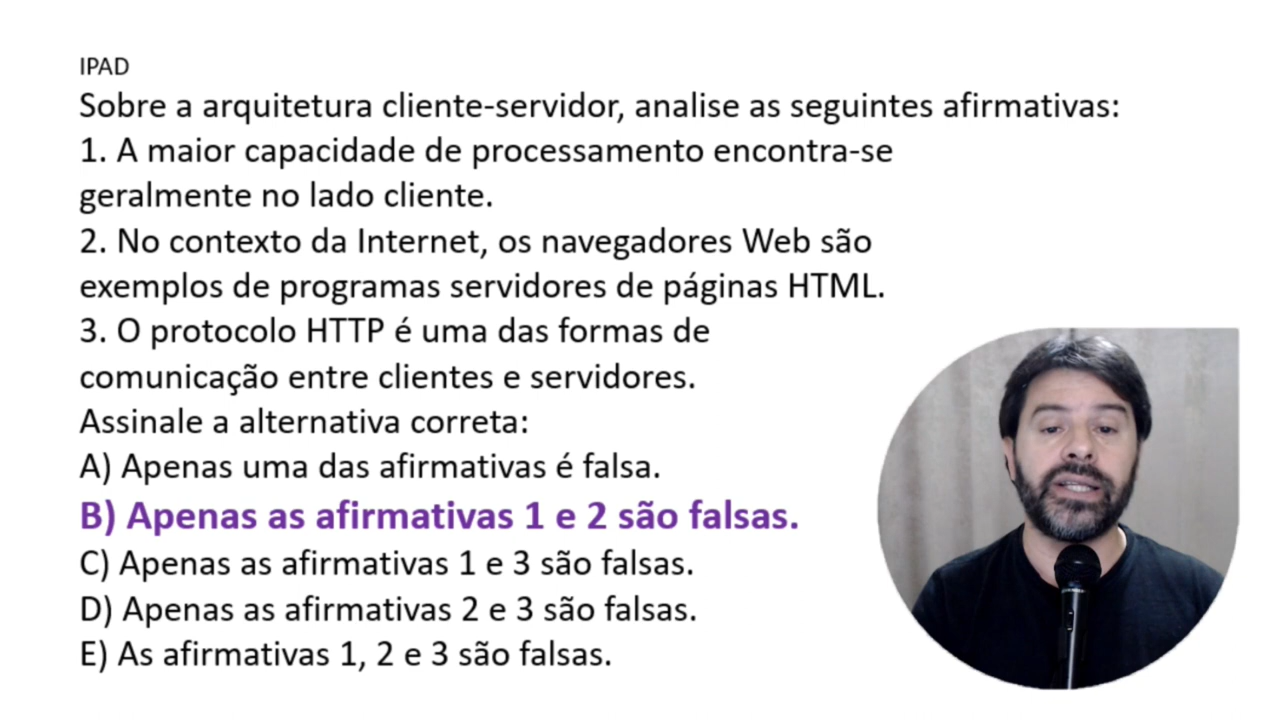 IPAD
Sobre a arquitetura cliente-servidor, analise as seguintes afirmativas:
1. A maior capacidade de processamento encontra-se
geralmente no lado cliente.
2. No contexto da Internet, os navegadores Web são
exemplos de programas servidores de páginas HTML.
3. O protocolo HTTP é uma das formas de
comunicação entre clientes e servidores.
Assinale a alternativa correta:
A) Apenas uma das afirmativas é falsa.
B) Apenas as afirmativas 1 e 2 são falsas.
C) Apenas as afirmativas 1 e 3 são falsas.
D) Apenas as afirmativas 2 e 3 são falsas.
E) As afirmativas 1, 2 e 3 são falsas.